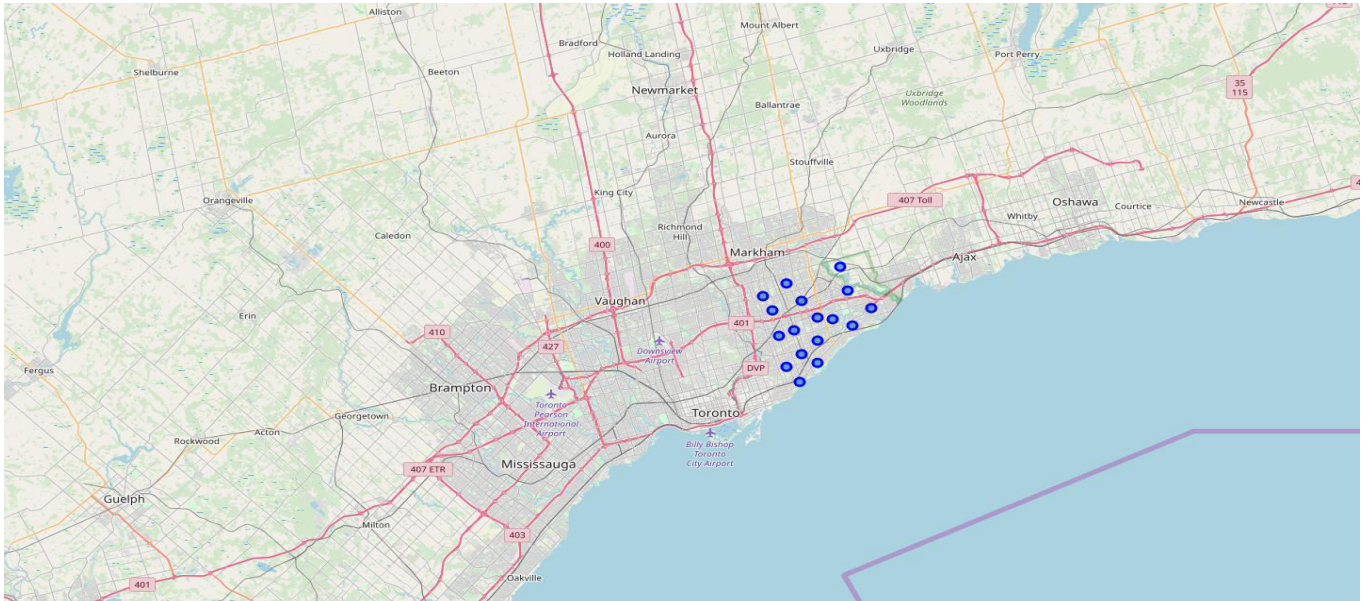 Alliston
Mount Albert
Bradford
Holland Landing
Uxbridge
Port Perry
Shelburne
Beeton
Newmarket
35
115
Ballantrae
Uxbridge
Woodlands
Aurora
Stouffville
King City
Orangeville
407 Toll
Oshawa
Courtice
Newcastle
Whitby
Richmond
Hill
Caledon
400
Markham
Ajax
Vaughan
Erin
401
410
427
Downsview
Airport
Fergus
DVP
Brampton
Toronto
Pearson
International
Airport
Georgetown
Toronto
Acton
Rockwood
Billy Bishop
Toronto
City Airport
407 ETR
Mississauga
Guelph
Milton
403
Oakville
401